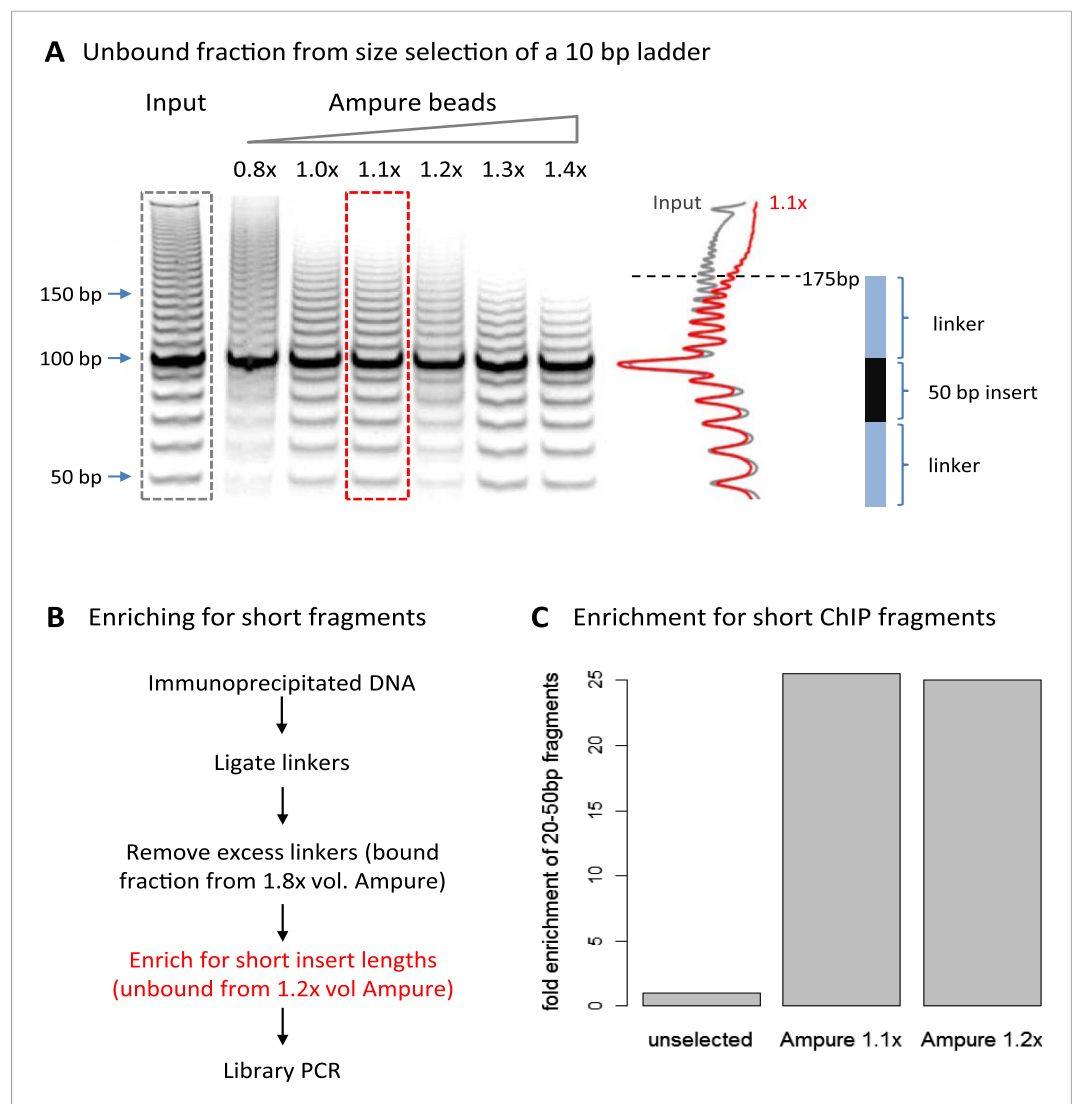 A Unbound fraction from size selection of a 10 bp ladder
Input
Ampure beads
0.8x 1.0x 1.1x 1.2x 1.3x 1.4x
150 bp
100 bp
50 bp
Input
1.1x
175bp
linker
50 bp insert
linker
B Enriching for short fragments
Immunoprecipitated DNA
Ligate linkers
Remove excess linkers (bound
fraction from 1.8x vol. Ampure)
Enrich for short insert lengths
(unbound from 1.2x vol Ampure)
Library PCR
C Enrichment for short ChIP fragments
fold enrichment of 20-50bp fragments
25
20
15
10
5
0
unselected Ampure 1.1x Ampure 1.2x